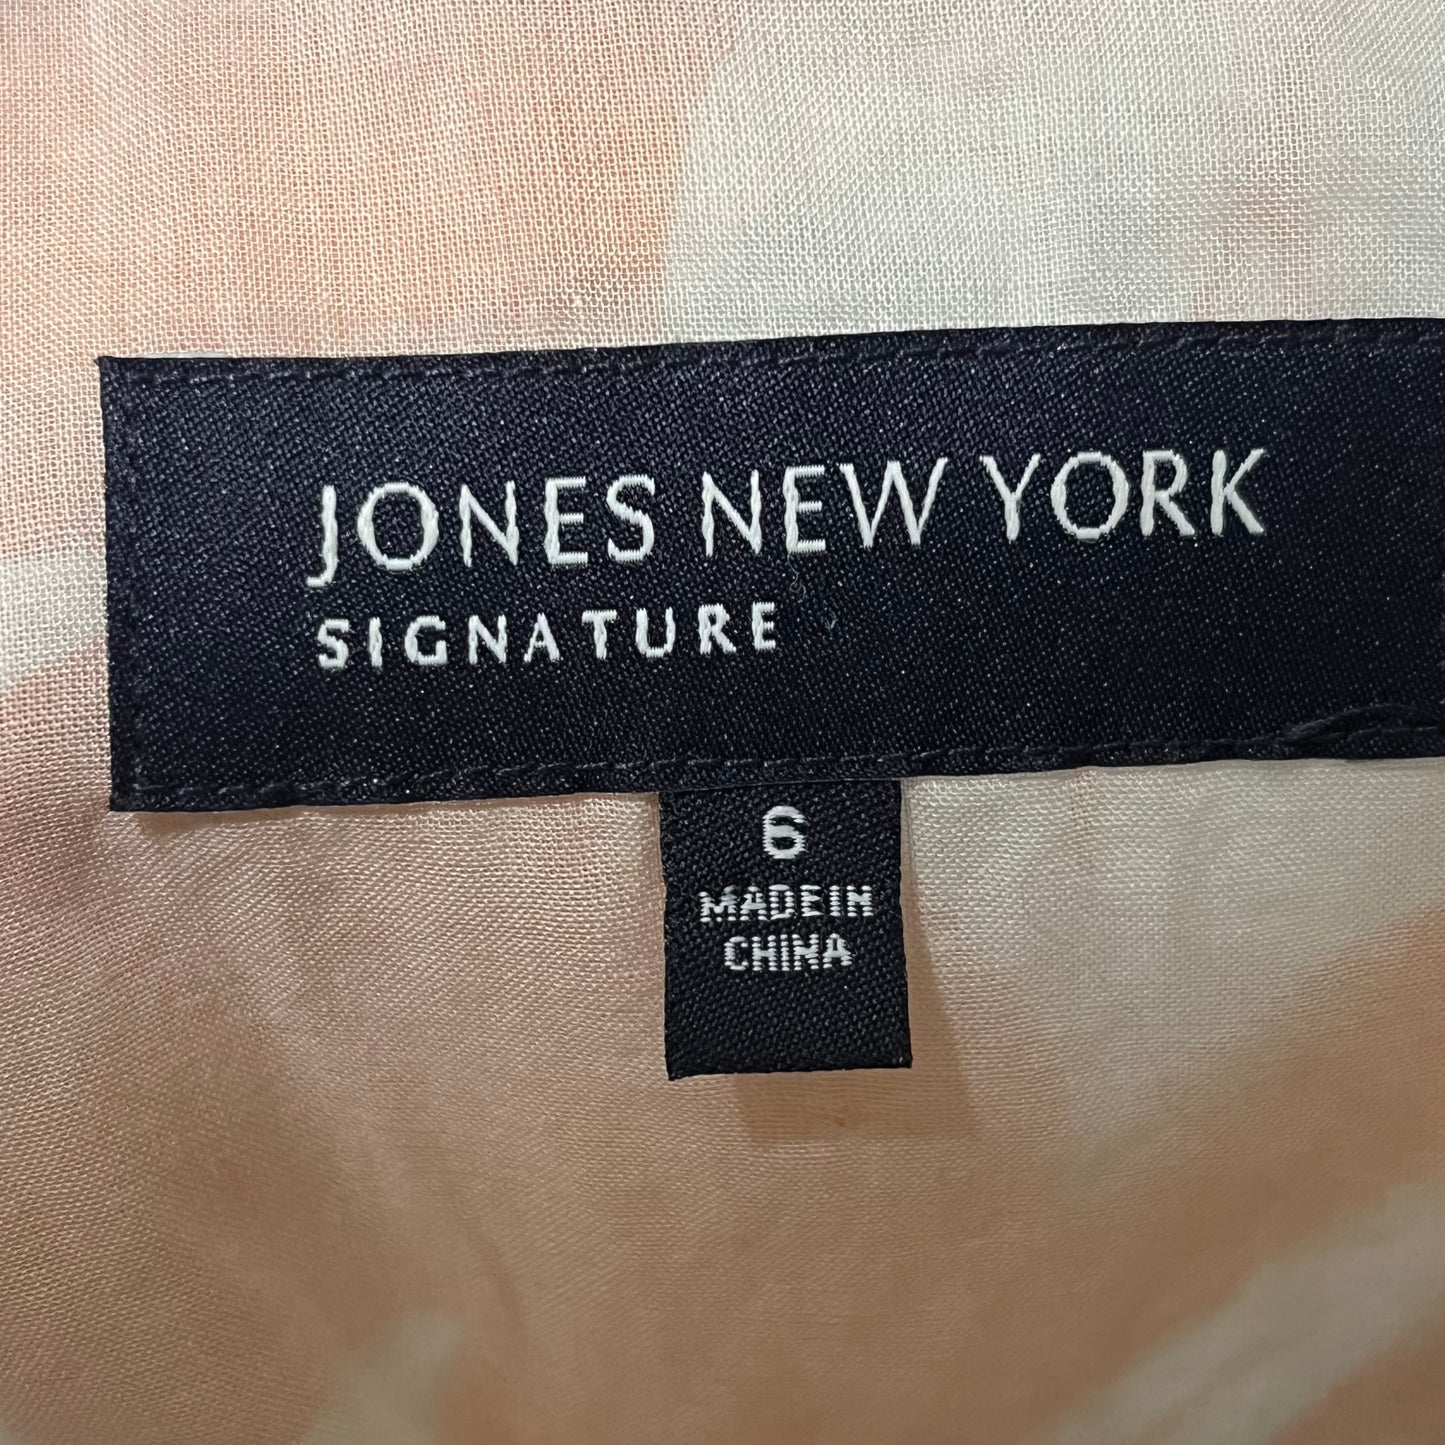 JONES NEW YORK
SIGNATURE
6
MADE IN
CHINA